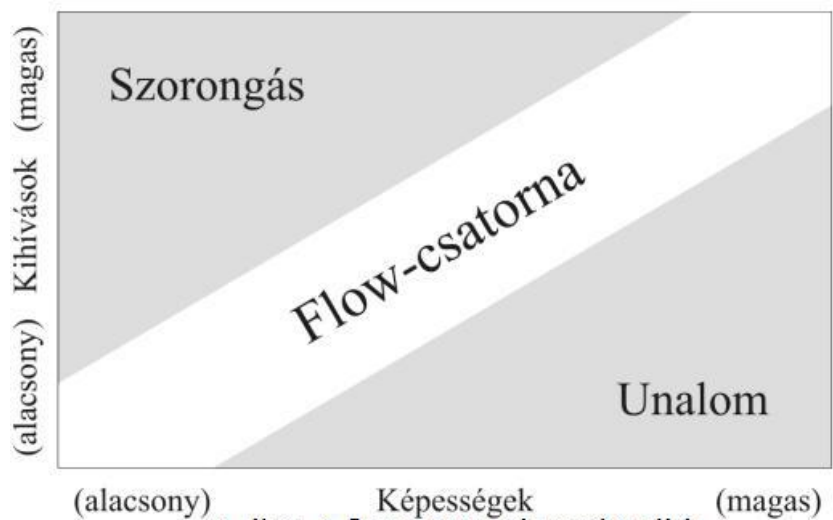 (alacsony) Kihívások (magas)
Szorongás
Flow-csatorna
Unalom
(alacsony) Képességek (magas)